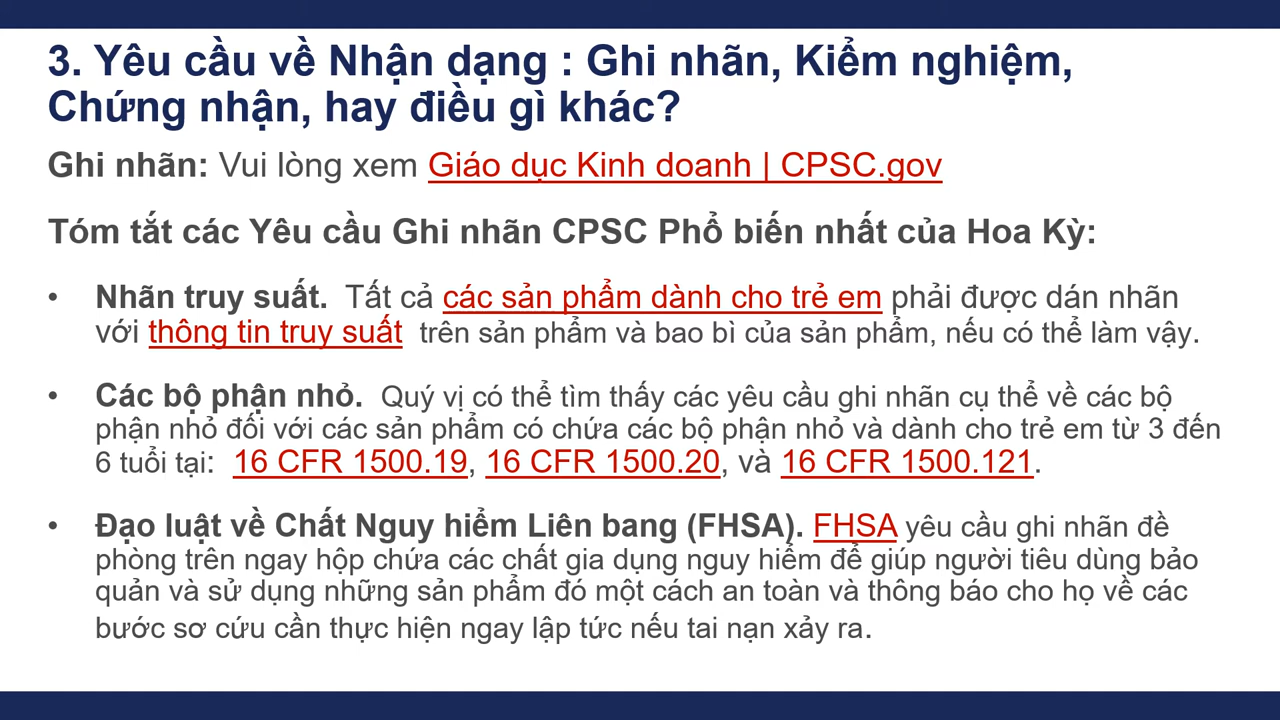 3. Yêu cầu về Nhận dạng : Ghi nhãn, Kiểm nghiệm,
Chứng nhận, hay điều gì khác?
Ghi nhãn: Vui lòng xem Giáo dục Kinh doanh | CPSC.gov
Tóm tắt các Yêu cầu Ghi nhãn CPSC Phổ biến nhất của Hoa Kỳ:
• Nhãn truy suất. Tất cả các sản phẩm dành cho trẻ em phải được dán nhãn
với thông tin truy suất trên sản phẩm và bao bì của sản phẩm, nếu có thể làm vậy.
• Các bộ phận nhỏ. Quý vị có thể tìm thấy các yêu cầu ghi nhãn cụ thể về các bộ
phận nhỏ đối với các sản phẩm có chứa các bộ phận nhỏ và dành cho trẻ em từ 3 đến
6 tuổi tại: 16 CFR 1500.19, 16 CFR 1500.20, và 16 CFR 1500.121.
• Đạo luật về Chất Nguy hiểm Liên bang (FHSA). FHSA yêu cầu ghi nhãn đề
phòng trên ngay hộp chứa các chất gia dụng nguy hiểm để giúp người tiêu dùng bảo
quản và sử dụng những sản phẩm đó một cách an toàn và thông báo cho họ về các
bước sơ cứu cần thực hiện ngay lập tức nếu tai nạn xảy ra.